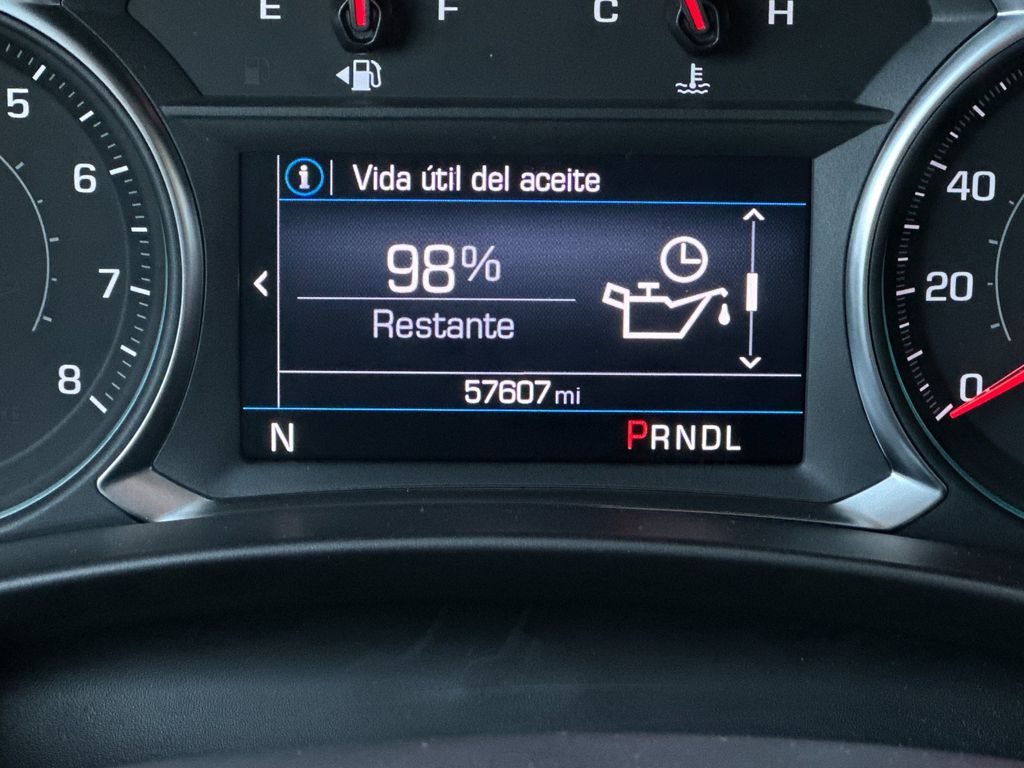 E F C H
5
6
7
8
Vida útil del aceite
98%
Restante
57607 mi
N PRNDL
40
20
0